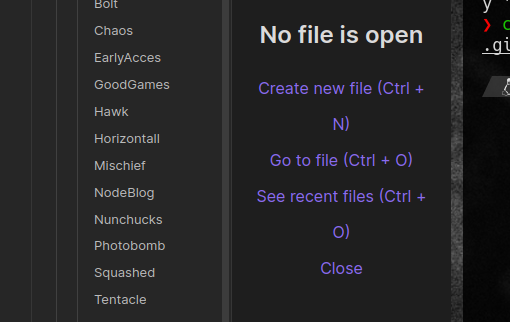 Bolt
Chaos
EarlyAcces
GoodGames
Hawk
Horizontall
Mischief
NodeBlog
Nunchucks
Photobomb
Squashed
Tentacle
No file is open
Create new file (Ctrl +
N)
Go to file (Ctrl + O)
See recent files (Ctrl +
O)
Close
y
❯ c
.gi